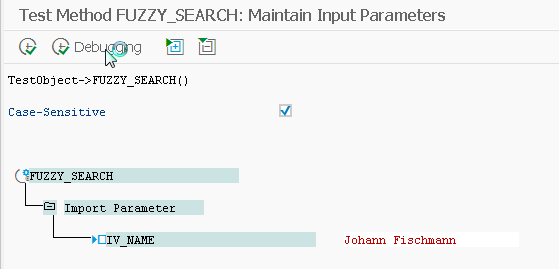 Test Method FUZZY_SEARCH: Maintain Input Parameters
Debugging
TestObject->FUZZY_SEARCH()
Case-Sensitive
FUZZY_SEARCH
Import Parameter
IV_NAME Johann Fischmann